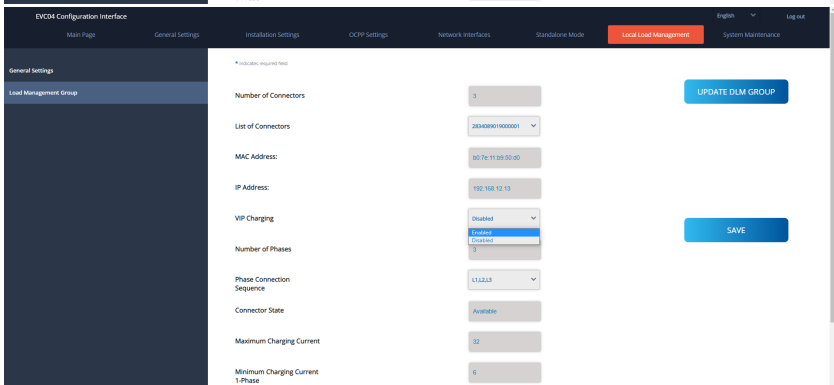 EVC04 Configuration Interface
English
Log out
Main Page
General Settings
Installation Settings
OCPP Settings
Network Interfaces
Standalone Mode
Local Load Management
System Maintenance
General Settings
Load Management Group
* Indicates required field.
UPDATE DLM GROUP
Number of Connectors
3
List of Connectors
2834089019000001
MAC Address:
b0:7e:11:b9:50:d0
IP Address:
192.168.12.13
VIP Charging
Disabled
Enabled
Disabled
SAVE
Number of Phases
3
Phase Connection
Sequence
L1,L2,L3
Connector State
Available
Maximum Charging Current
32
Minimum Charging Current
1-Phase
6